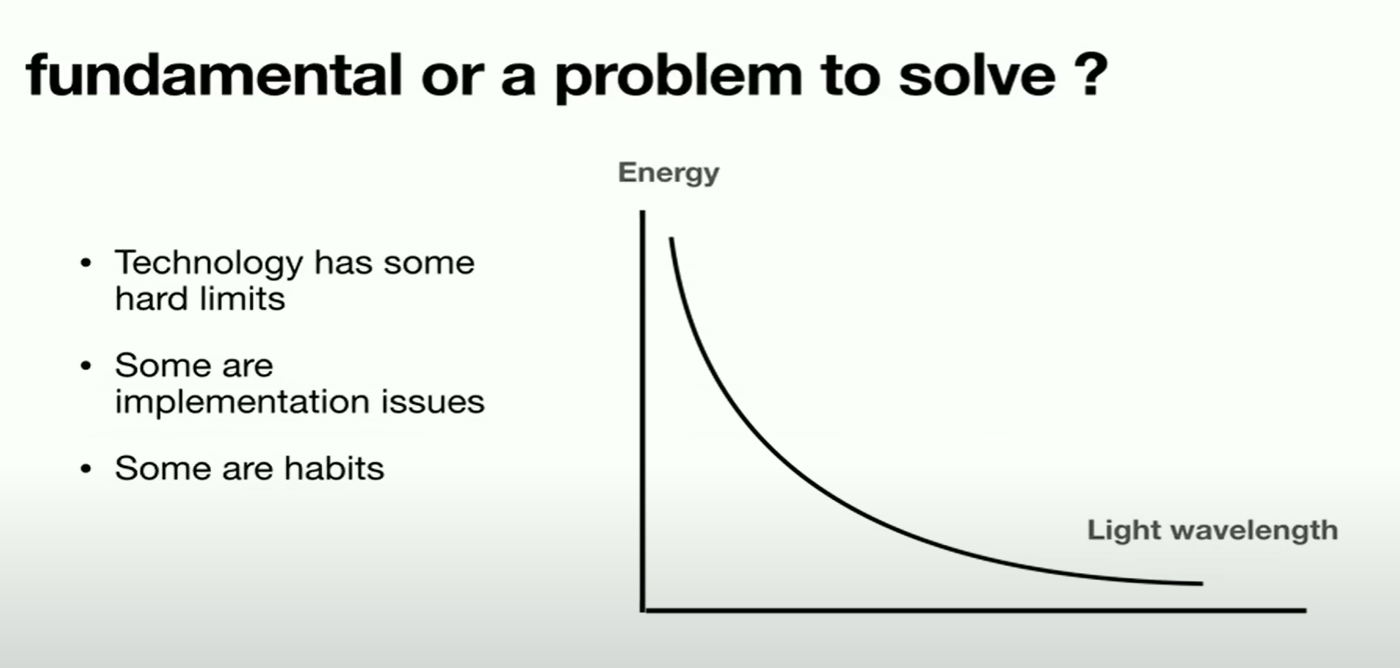 fundamental or a problem to solve ?
Energy
• Technology has some
hard limits
• Some are
implementation issues
• Some are habits
Light wavelength